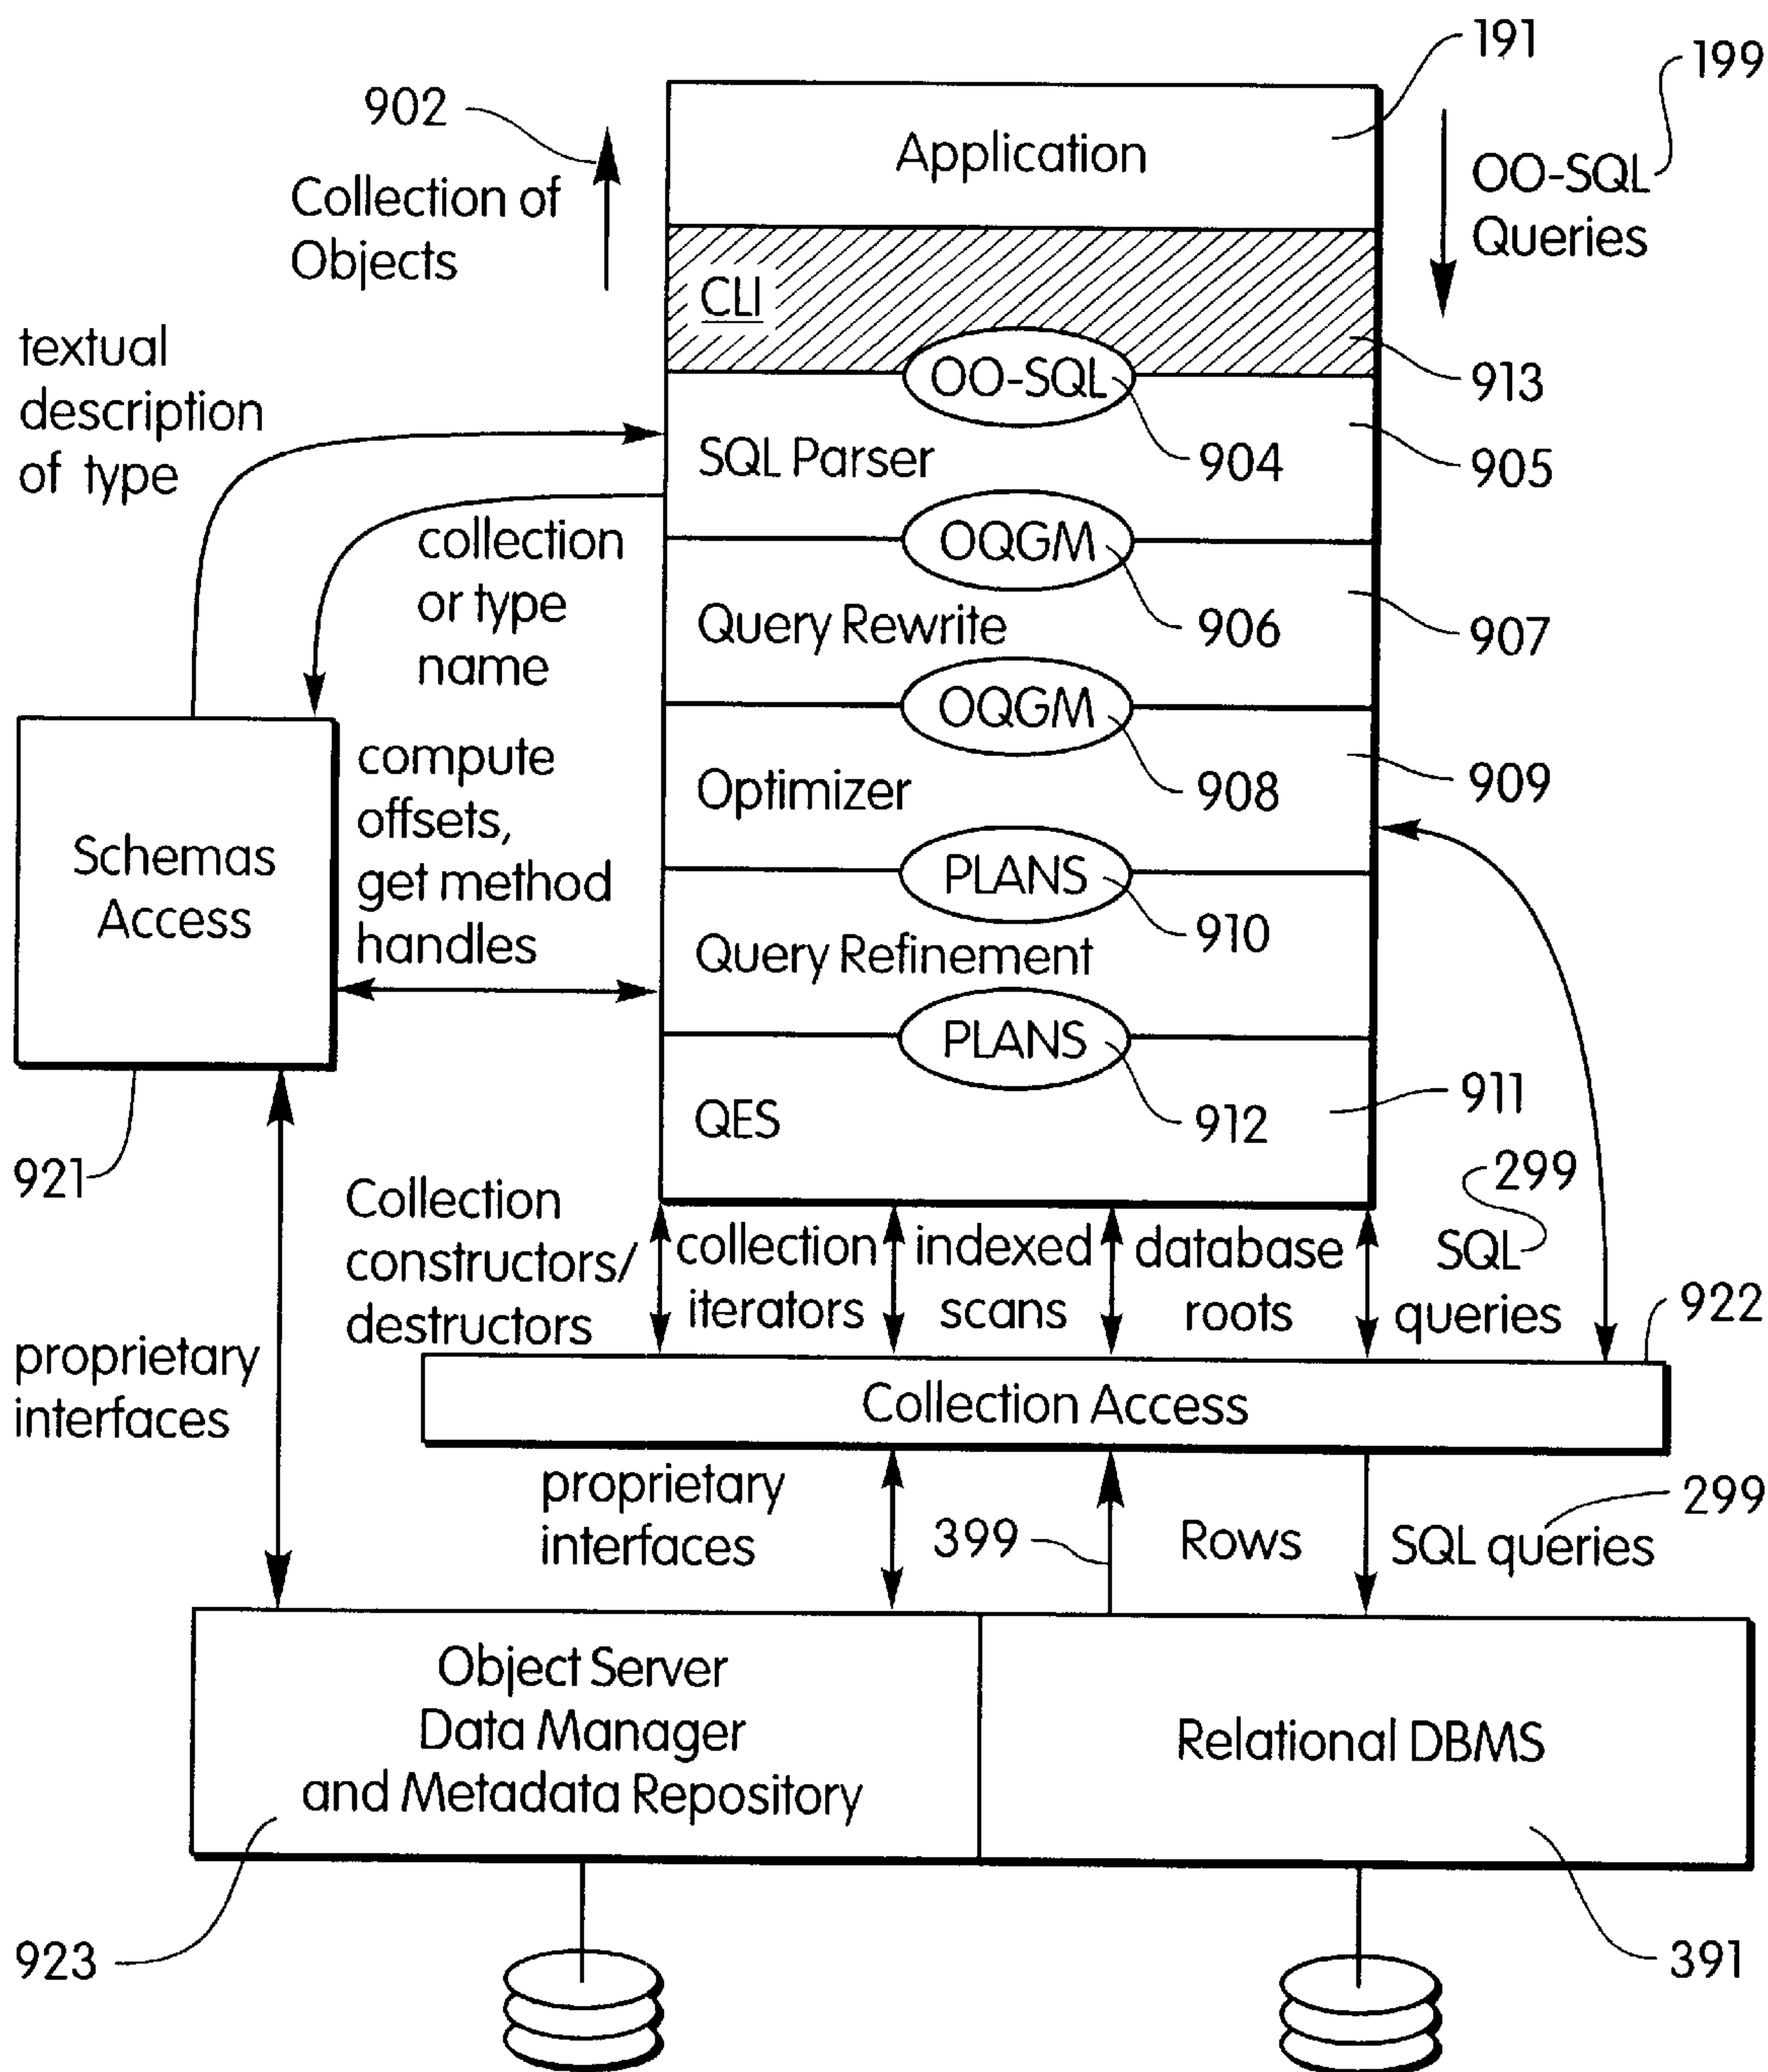 191
199
902
Application
OO-SQL
Queries
Collection of
Objects
CLI
textual
description
of type
OO-SQL
913
SQL Parser
904
905
collection
or type
name
OQGM
Query Rewrite
906
907
OQGM
compute
offsets,
get method
handles
Optimizer
908
909
Schemas
Access
PLANS
910
Query Refinement
PLANS
QES
912
911
921
299
Collection
constructors/
destructors
collection
iterators
indexed
scans
database
roots
SQL
queries
922
proprietary
interfaces
Collection Access
proprietary
interfaces
399
Rows
SQL queries
299
Object Server
Data Manager
and Metadata Repository
Relational DBMS
923
391